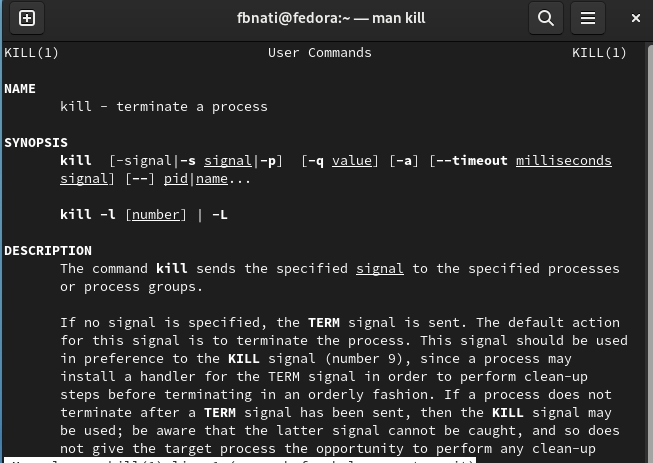 fbnati@fedora:~ — man kill
KILL(1) User Commands KILL(1)
NAME
kill - terminate a process
SYNOPSIS
kill [-signal|-s signal|-p] [-q value] [-a] [--timeout milliseconds
signal] [--] pid|name...
kill -l [number] | -L
DESCRIPTION
The command kill sends the specified signal to the specified processes
or process groups.
If no signal is specified, the TERM signal is sent. The default action
for this signal is to terminate the process. This signal should be used
in preference to the KILL signal (number 9), since a process may
install a handler for the TERM signal in order to perform clean-up
steps before terminating in an orderly fashion. If a process does not
terminate after a TERM signal has been sent, then the KILL signal may
be used; be aware that the latter signal cannot be caught, and so does
not give the target process the opportunity to perform any clean-up